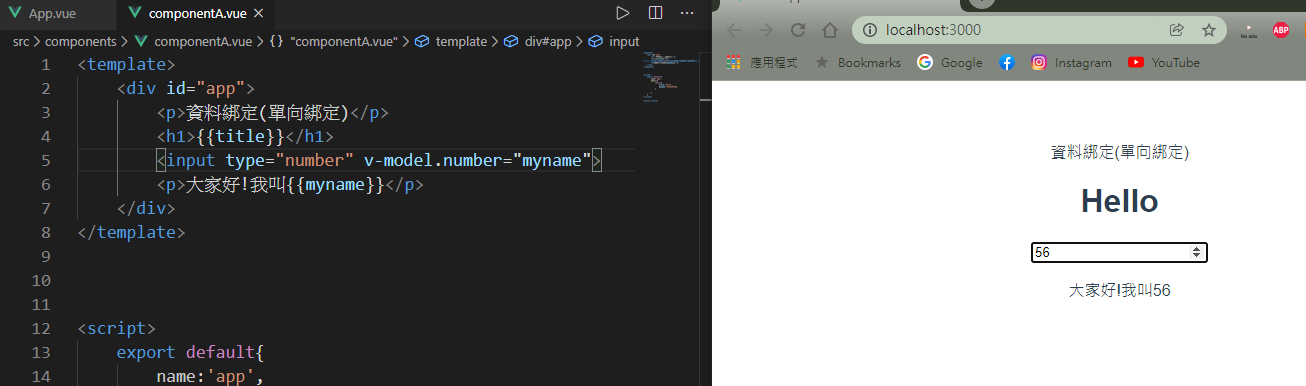 App.vue
componentA.vue
src > components > componentA.vue > {} "componentA.vue" > template > div#app > input
1 <template>
2 <div id="app">
3 <p>資料綁定(單向綁定)</p>
4 <h1>{{title}}</h1>
5 <input type="number" v-model.number="myname">
6 <p>大家好!我叫{{myname}}</p>
7 </div>
8 </template>
9
10
11
12 <script>
13 export default{
14 name:'app',
localhost:3000
ABP
應用程式 Bookmarks Google Instagram YouTube
資料綁定(單向綁定)
Hello
56
大家好!我叫56